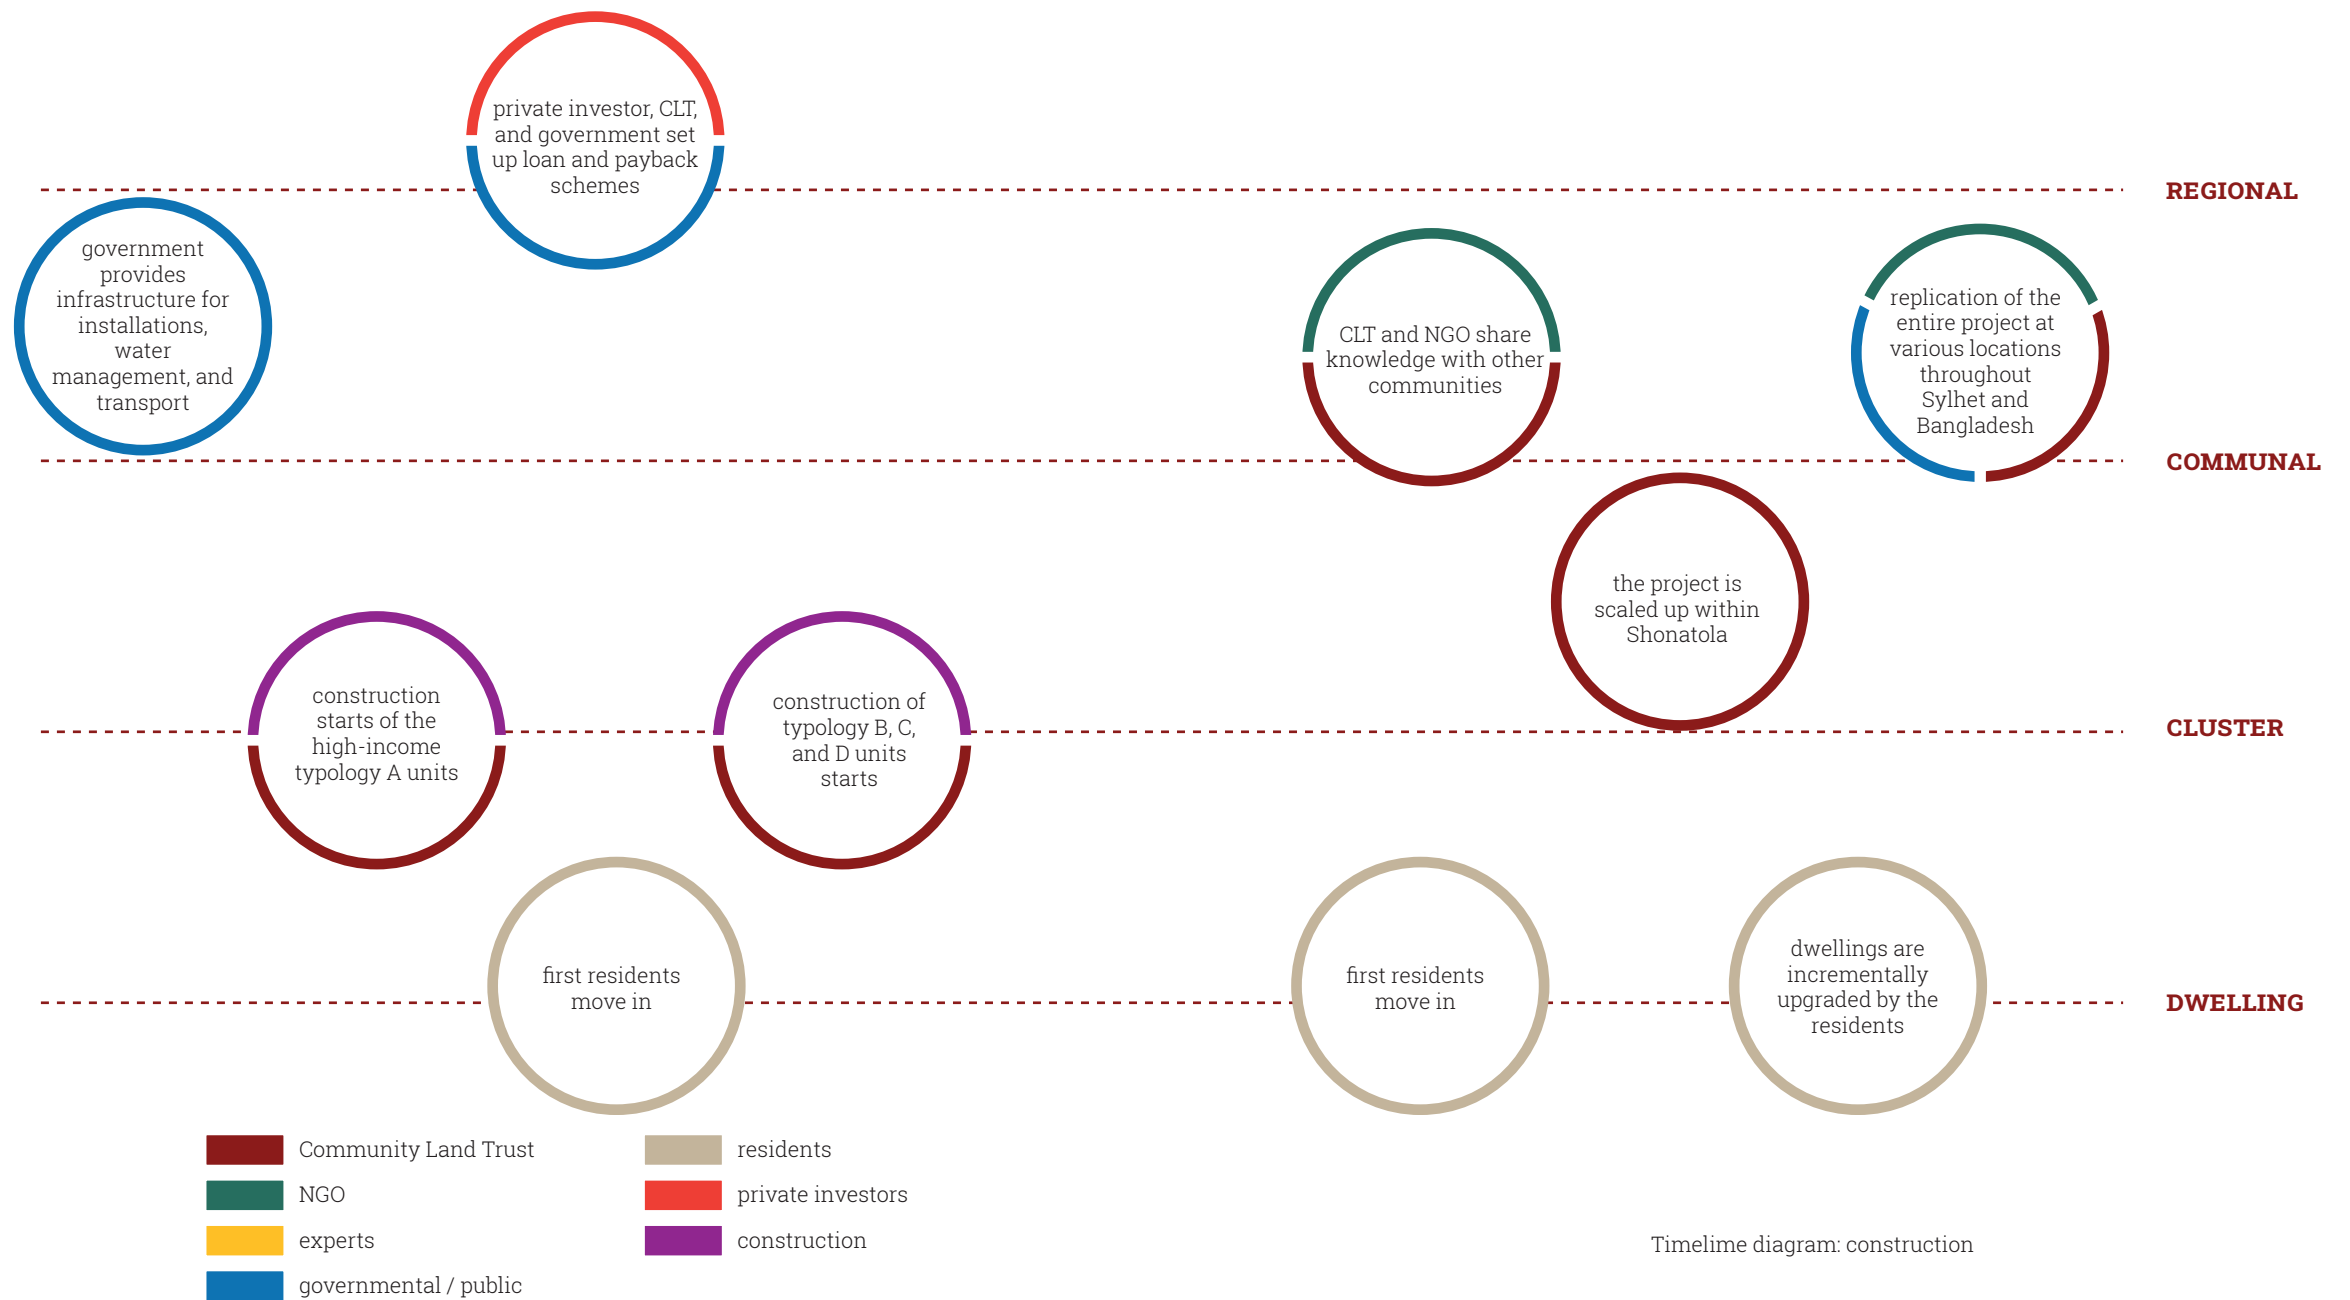 private investor, CLT,
and government set
up loan and payback
schemes
REGIONAL
government
provides
infrastructure for
installations,
water
management, and
transport
CLT and NGO share
knowledge with other
communities
replication of the
entire project at
various locations
throughout
Sylhet and
Bangladesh
COMMUNAL
the project is
scaled up within
Shonatola
construction
starts of the
high-income
typology A units
construction of
typology B, C,
and D units
starts
CLUSTER
first residents
move in
first residents
move in
dwellings are
incrementally
upgraded by the
residents
DWELLING
Community Land Trust
NGO
experts
governmental / public
residents
private investors
construction
Timelime diagram: construction